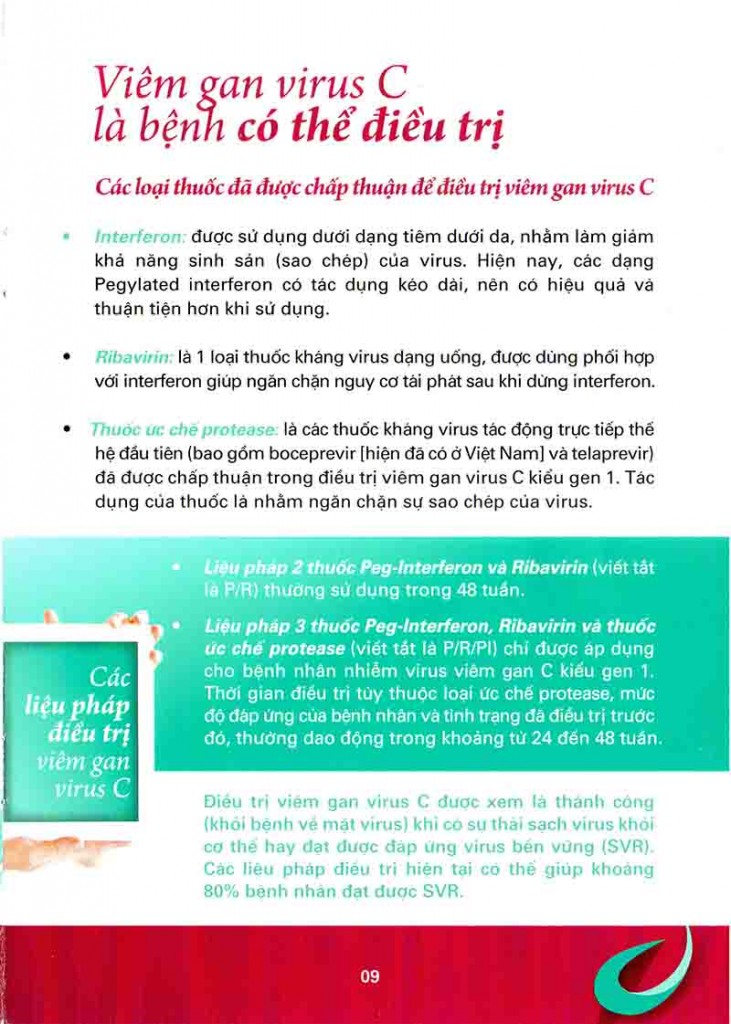 Viêm gan virus C
là bệnh có thể điều trị
Các loại thuốc đã được chấp thuận để điều trị viêm gan virus C
• Interferon: được sử dụng dưới dạng tiêm dưới da, nhằm làm giảm
khả năng sinh sản (sao chép) của virus. Hiện nay, các dạng
Pegylated interferon có tác dụng kéo dài, nên có hiệu quả và
thuận tiện hơn khi sử dụng.
• Ribavirin: là 1 loại thuốc kháng virus dạng uống, được dùng phối hợp
với interferon giúp ngăn chặn nguy cơ tái phát sau khi dừng interferon.
• Thuốc ức chế protease: là các thuốc kháng virus tác động trực tiếp thế
hệ đầu tiên (bao gồm boceprevir [hiện đã có ở Việt Nam] và telaprevir)
đã được chấp thuận trong điều trị viêm gan virus C kiểu gen 1. Tác
dụng của thuốc là nhằm ngăn chặn sự sao chép của virus.
• Liệu pháp 2 thuốc Peg-Interferon và Ribavirin (viết tắt
là P/R) thường sử dụng trong 48 tuần.
• Liệu pháp 3 thuốc Peg-Interferon, Ribavirin và thuốc
ức chế protease (viết tắt là P/R/PI) chỉ được áp dụng
cho bệnh nhân nhiễm virus viêm gan C kiểu gen 1.
Thời gian điều trị tùy thuộc loại ức chế protease, mức
độ đáp ứng của bệnh nhân và tình trạng đã điều trị trước
đó, thường dao động trong khoảng từ 24 đến 48 tuần.
Các
liệu pháp
điều trị
viêm gan
virus C
Điều trị viêm gan virus C được xem là thành công
(khỏi bệnh về mặt virus) khi có sự thải sạch virus khỏi
cơ thể hay đạt được đáp ứng virus bền vững (SVR).
Các liệu pháp điều trị hiện tại có thể giúp khoảng
80% bệnh nhân đạt được SVR.
09